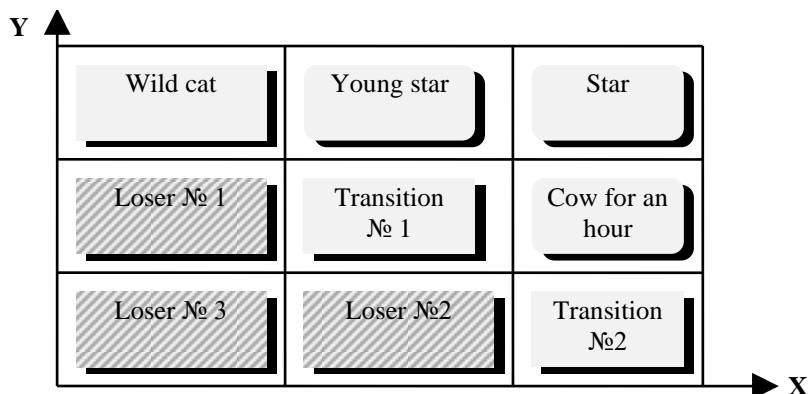 Y
Wild cat
Young star
Star
Loser № 1
Transition
№ 1
Cow for an
hour
Loser № 3
Loser №2
Transition
№2
X